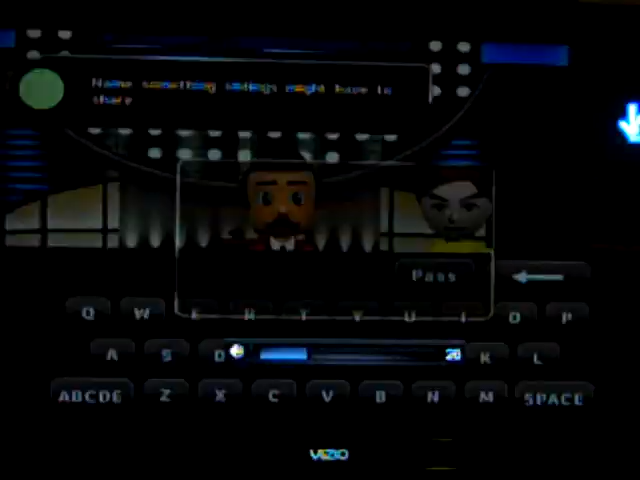 Name something siblings might have to
share
Pass
Q W E R T Y U I O P
A S D K L
20
ABCDE Z X C V B N M SPACE
VIZIO